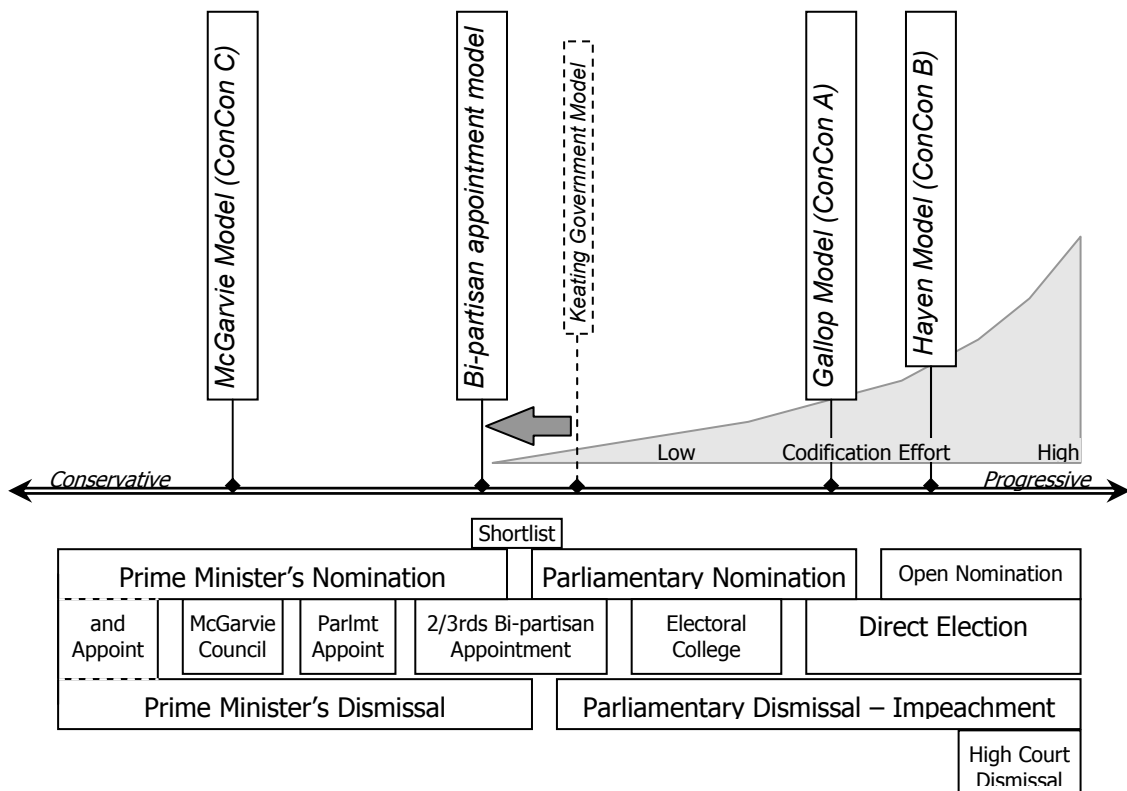 McGarvie Model (ConCon C)
Bi-partisan appointment model
Keating Government Model
Gallop Model (ConCon A)
Hayen Model (ConCon B)
Low
Codification Effort
High
Conservative
Progressive
Shortlist
Prime Minister's Nomination
Parliamentary Nomination
Open Nomination
and
Appoint
McGarvie
Council
Parlmt
Appoint
2/3rds Bi-partisan
Appointment
Electoral
College
Direct Election
Prime Minister's Dismissal
Parliamentary Dismissal – Impeachment
High Court
Dismissal